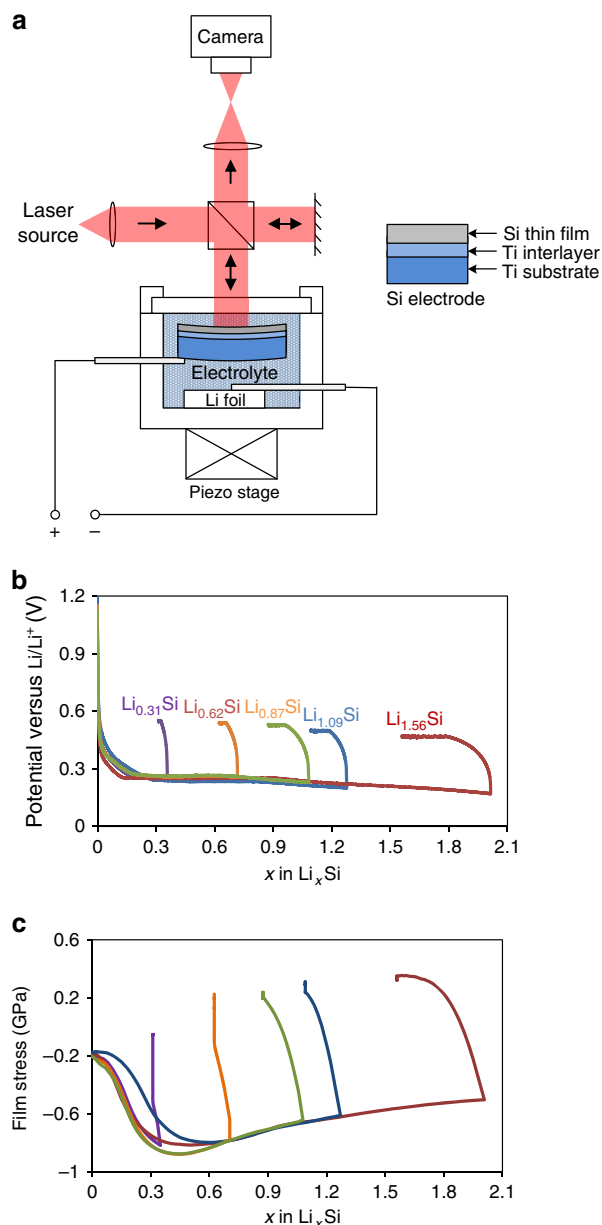 a
Camera
Laser
source
Si thin film
Ti interlayer
Ti substrate
Si electrode
Electrolyte
Li foil
Piezo stage
+ −
b
Potential versus Li/Li⁺ (V)
1.2
0.9
0.6
0.3
0
Li₀.₃₁Si Li₀.₆₂Si Li₀.₈₇Si Li₁.₀₉Si Li₁.₅₆Si
0 0.3 0.6 0.9 1.2 1.5 1.8 2.1
x in LiₓSi
c
Film stress (GPa)
0.6
0.2
−0.2
−0.6
−1
0 0.3 0.6 0.9 1.2 1.5 1.8 2.1
x in LiₓSi